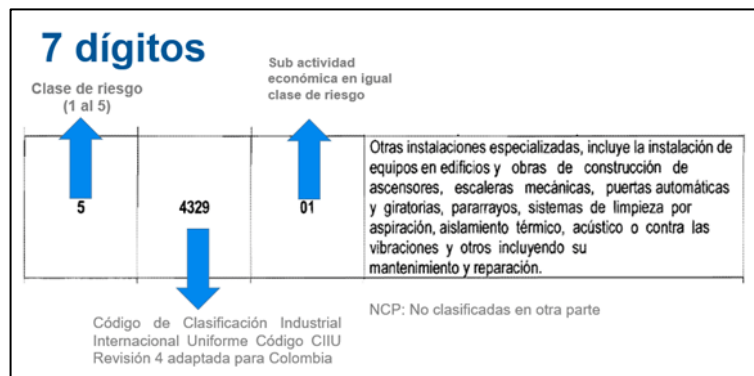 7 dígitos
Clase de riesgo
(1 al 5)
Sub actividad
económica en igual
clase de riesgo
5
4329
01
Otras instalaciones especializadas, incluye la instalación de
equipos en edificios y obras de construcción de
ascensores, escaleras mecánicas, puertas automáticas
y giratorias, pararrayos, sistemas de limpieza por
aspiración, aislamiento térmico, acústico o contra las
vibraciones y otros incluyendo su
mantenimiento y reparación.
Código de Clasificación Industrial
Internacional Uniforme Código CIIU
Revisión 4 adaptada para Colombia
NCP: No clasificadas en otra parte